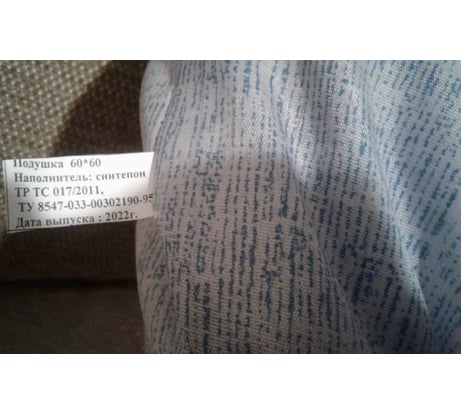 Подушка 60*60
Наполнитель: синтепон
ТР ТС 017/2011,
ТУ 8547-033-00302190-95
Дата выпуска : 2022г.